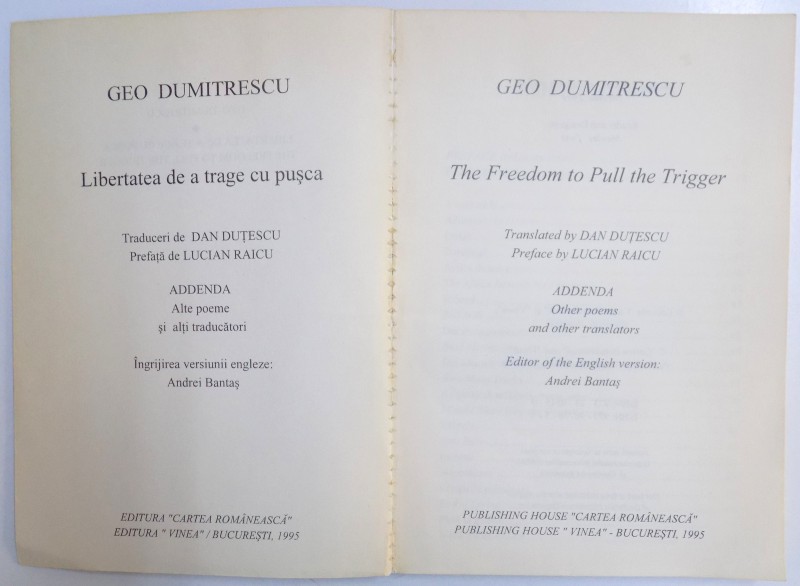 GEO DUMITRESCU
Libertatea de a trage cu pușca
Traduceri de DAN DUȚESCU
Prefață de LUCIAN RAICU
ADDENDA
Alte poeme
și alți traducători
Îngrijirea versiunii engleze:
Andrei Bantaș
EDITURA "CARTEA ROMÂNEASCĂ"
EDITURA " VINEA" / BUCUREȘTI, 1995
GEO DUMITRESCU
The Freedom to Pull the Trigger
Translated by DAN DUȚESCU
Preface by LUCIAN RAICU
ADDENDA
Other poems
and other translators
Editor of the English version:
Andrei Bantaș
PUBLISHING HOUSE "CARTEA ROMÂNEASCĂ"
PUBLISHING HOUSE " VINEA" - BUCUREȘTI, 1995